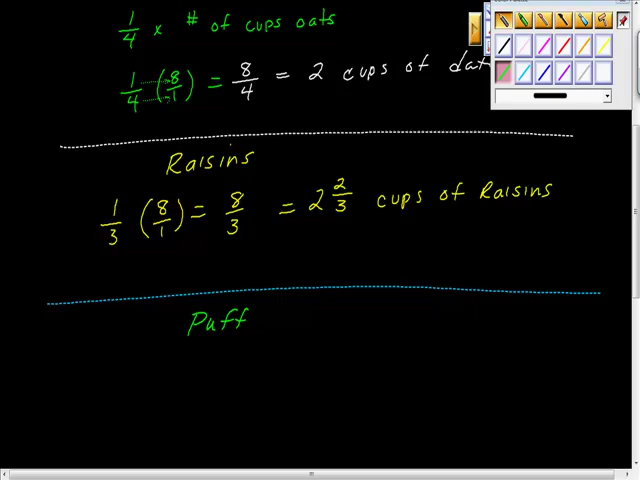 1/4 x # of cups oats
1/4 (8/1) = 8/4 = 2 cups of dat
Raisins
1/3 (8/1) = 8/3 = 2 2/3 cups of Raisins
Puff